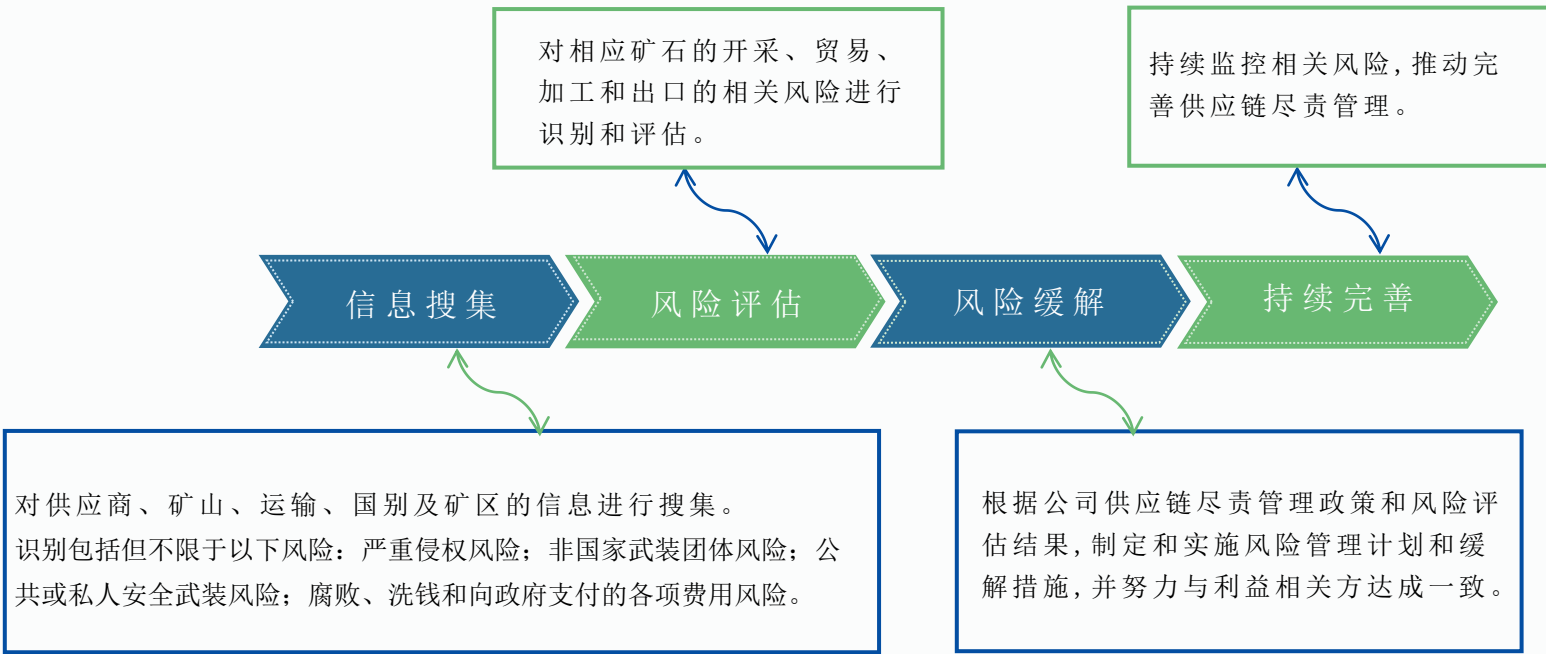 对相应矿石的开采、贸易、
加工和出口的相关风险进行
识别和评估。
持续监控相关风险,推动完
善供应链尽责管理。
信息搜集
风险评估
风险缓解
持续完善
对供应商、矿山、运输、国别及矿区的信息进行搜集。
识别包括但不限于以下风险：严重侵权风险；非国家武装团体风险；公
共或私人安全武装风险；腐败、洗钱和向政府支付的各项费用风险。
根据公司供应链尽责管理政策和风险评
估结果,制定和实施风险管理计划和缓
解措施,并努力与利益相关方达成一致。